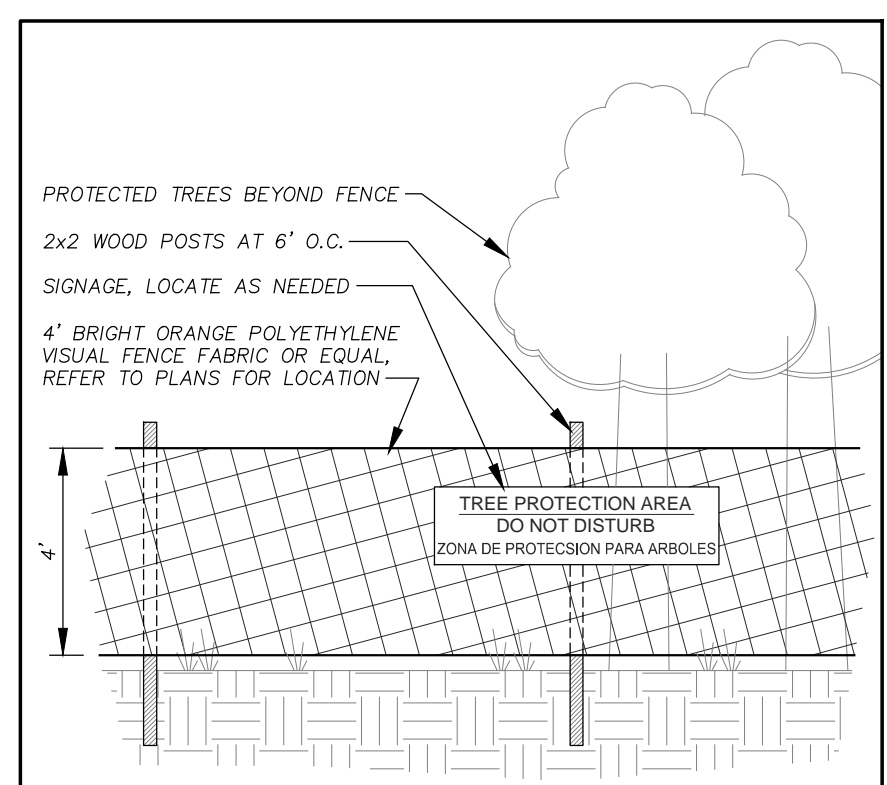 PROTECTED TREES BEYOND FENCE
2x2 WOOD POSTS AT 6' O.C.
SIGNAGE, LOCATE AS NEEDED
4' BRIGHT ORANGE POLYETHYLENE
VISUAL FENCE FABRIC OR EQUAL,
REFER TO PLANS FOR LOCATION
4'
TREE PROTECTION AREA
DO NOT DISTURB
ZONA DE PROTECSION PARA ARBOLES